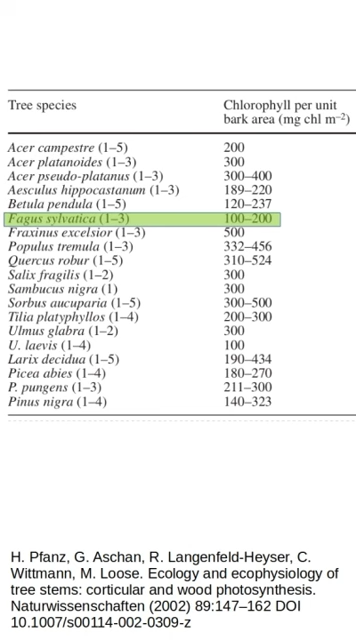 Tree species Chlorophyll per unit
bark area (mg chl m–2)
Acer campestre (1–5) 200
Acer platanoides (1–3) 300
Acer pseudo-platanus (1–3) 300–400
Aesculus hippocastanum (1–3) 189–220
Betula pendula (1–5) 120–237
Fagus sylvatica (1–3) 100–200
Fraxinus excelsior (1–3) 500
Populus tremula (1–3) 332–456
Quercus robur (1–5) 310–524
Salix fragilis (1–2) 300
Sambucus nigra (1) 300
Sorbus aucuparia (1–5) 300–500
Tilia platyphyllos (1–4) 200–300
Ulmus glabra (1–2) 300
U. laevis (1–4) 100
Larix decidua (1–5) 190–434
Picea abies (1–4) 180–270
P. pungens (1–3) 211–300
Pinus nigra (1–4) 140–323
H. Pfanz, G. Aschan, R. Langenfeld-Heyser, C.
Wittmann, M. Loose. Ecology and ecophysiology of
tree stems: corticular and wood photosynthesis.
Naturwissenschaften (2002) 89:147–162 DOI
10.1007/s00114-002-0309-z